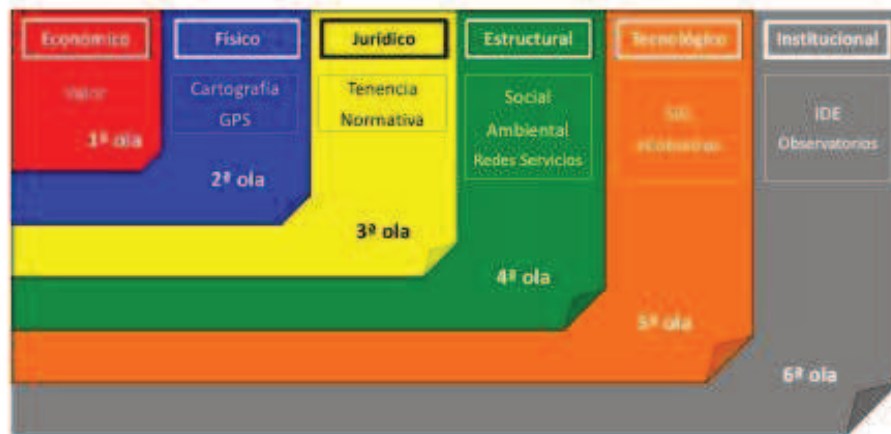 Económico
Físico
Jurídico
Estructural
Tecnológico
Institucional
Valor
Cartografía
GPS
Tenencia
Normativa
Social
Ambiental
Redes Servicios
SIG
IDE
Observatorios
1ª ola
2ª ola
3ª ola
4ª ola
5ª ola
6ª ola